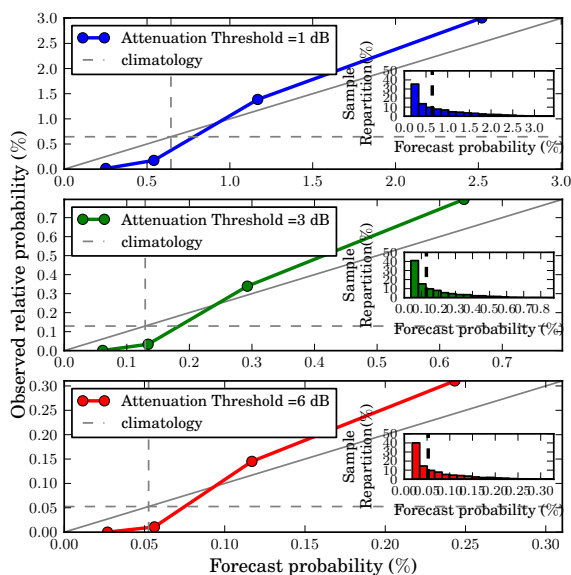 Observed relative probability (%)
3.0
2.5
2.0
1.5
1.0
0.5
0.0
Attenuation Threshold =1 dB
climatology
Sample
Repartition(%)
50
40
30
20
10
0
0.0 0.5 1.0 1.5 2.0 2.5 3.0
Forecast probability (%)
0.0 0.5 1.0 1.5 2.0 2.5 3.0
0.7
0.6
0.5
0.4
0.3
0.2
0.1
0.0
Attenuation Threshold =3 dB
climatology
Sample
Repartition(%)
50
40
30
20
10
0
0.0 0.1 0.2 0.3 0.4 0.5 0.6 0.7 0.8
Forecast probability (%)
0.0 0.1 0.2 0.3 0.4 0.5 0.6 0.7
0.30
0.25
0.20
0.15
0.10
0.05
0.00
Attenuation Threshold =6 dB
climatology
Sample
Repartition(%)
50
40
30
20
10
0
0.00 0.05 0.10 0.15 0.20 0.25 0.30
Forecast probability (%)
0.00 0.05 0.10 0.15 0.20 0.25 0.30
Forecast probability (%)